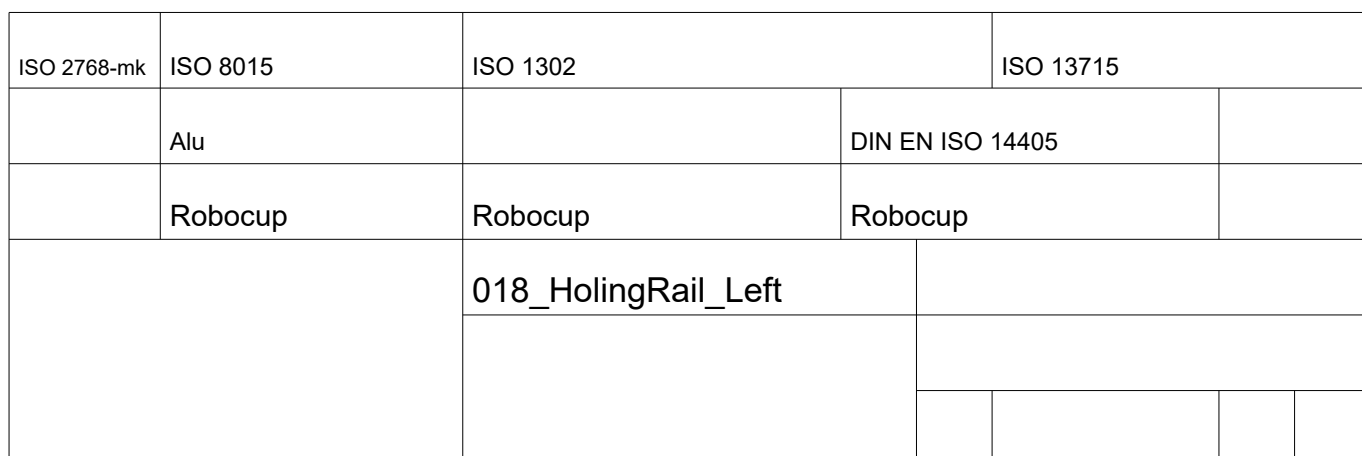 ISO 2768-mk ISO 8015 ISO 1302 ISO 13715
Alu DIN EN ISO 14405
Robocup Robocup Robocup
018_HolingRail_Left